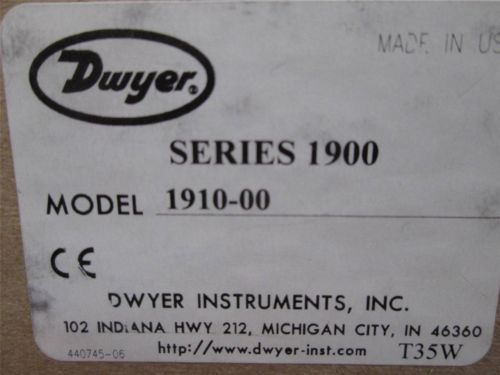 MADE IN US
Dwyer®
SERIES 1900
MODEL 1910-00
CE
DWYER INSTRUMENTS, INC.
102 INDIANA HWY 212, MICHIGAN CITY, IN 46360
440745-06 http://www.dwyer-inst.com T35W